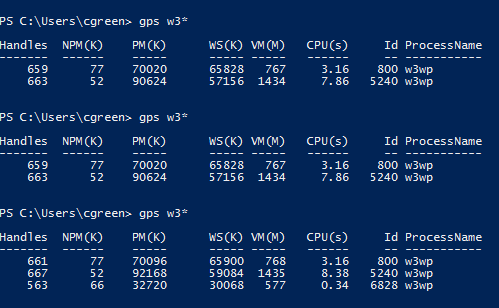 PS C:\Users\cgreen> gps w3*
Handles NPM(K) PM(K) WS(K) VM(M) CPU(s) Id ProcessName
------- ------ ----- ----- ----- ------ -- -----------
659 77 70020 65828 767 3.16 800 w3wp
663 52 90624 57156 1434 7.86 5240 w3wp
PS C:\Users\cgreen> gps w3*
Handles NPM(K) PM(K) WS(K) VM(M) CPU(s) Id ProcessName
------- ------ ----- ----- ----- ------ -- -----------
659 77 70020 65828 767 3.16 800 w3wp
663 52 90624 57156 1434 7.86 5240 w3wp
PS C:\Users\cgreen> gps w3*
Handles NPM(K) PM(K) WS(K) VM(M) CPU(s) Id ProcessName
------- ------ ----- ----- ----- ------ -- -----------
661 77 70096 65900 768 3.14 800 w3wp
667 52 92168 59084 1435 8.38 5240 w3wp
563 66 32720 30068 577 0.34 6828 w3wp